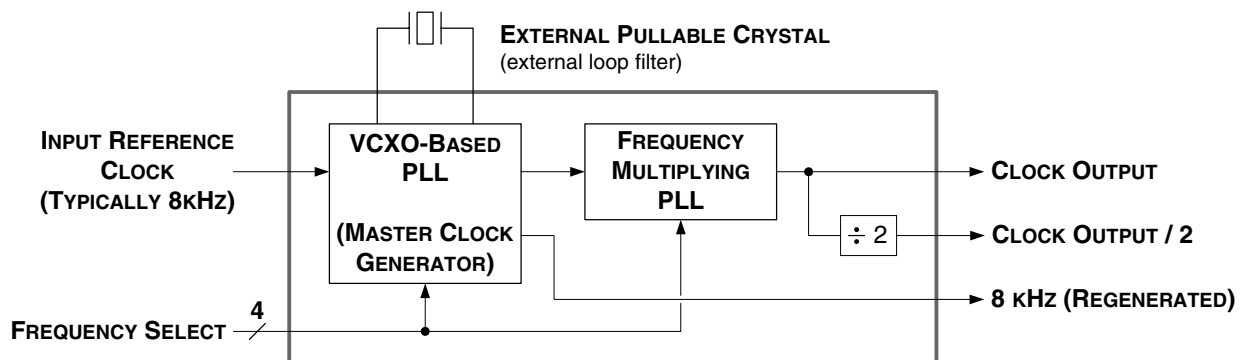 EXTERNAL PULLABLE CRYSTAL
(external loop filter)
INPUT REFERENCE
CLOCK
(TYPICALLY 8KHZ)
VCXO-BASED
PLL
(MASTER CLOCK
GENERATOR)
FREQUENCY
MULTIPLYING
PLL
CLOCK OUTPUT
÷ 2
CLOCK OUTPUT / 2
8 KHZ (REGENERATED)
FREQUENCY SELECT
4